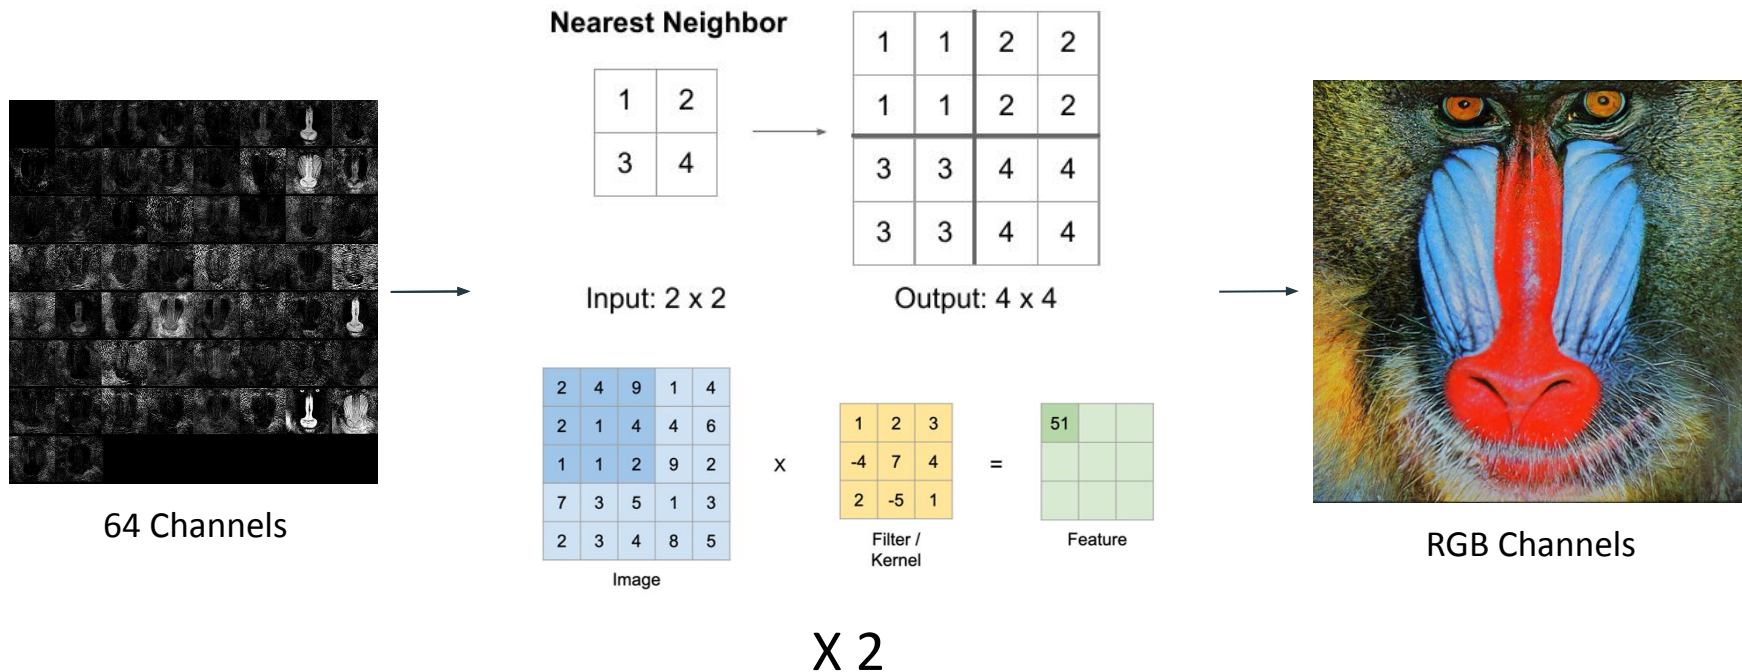 Nearest Neighbor
1 2
3 4
1 1 2 2
1 1 2 2
3 3 4 4
3 3 4 4
Input: 2 x 2
Output: 4 x 4
64 Channels
2 4 9 1 4
2 1 4 4 6
1 1 2 9 2
7 3 5 1 3
2 3 4 8 5
Image
x
1 2 3
-4 7 4
2 -5 1
Filter /
Kernel
=
51
Feature
RGB Channels
X 2